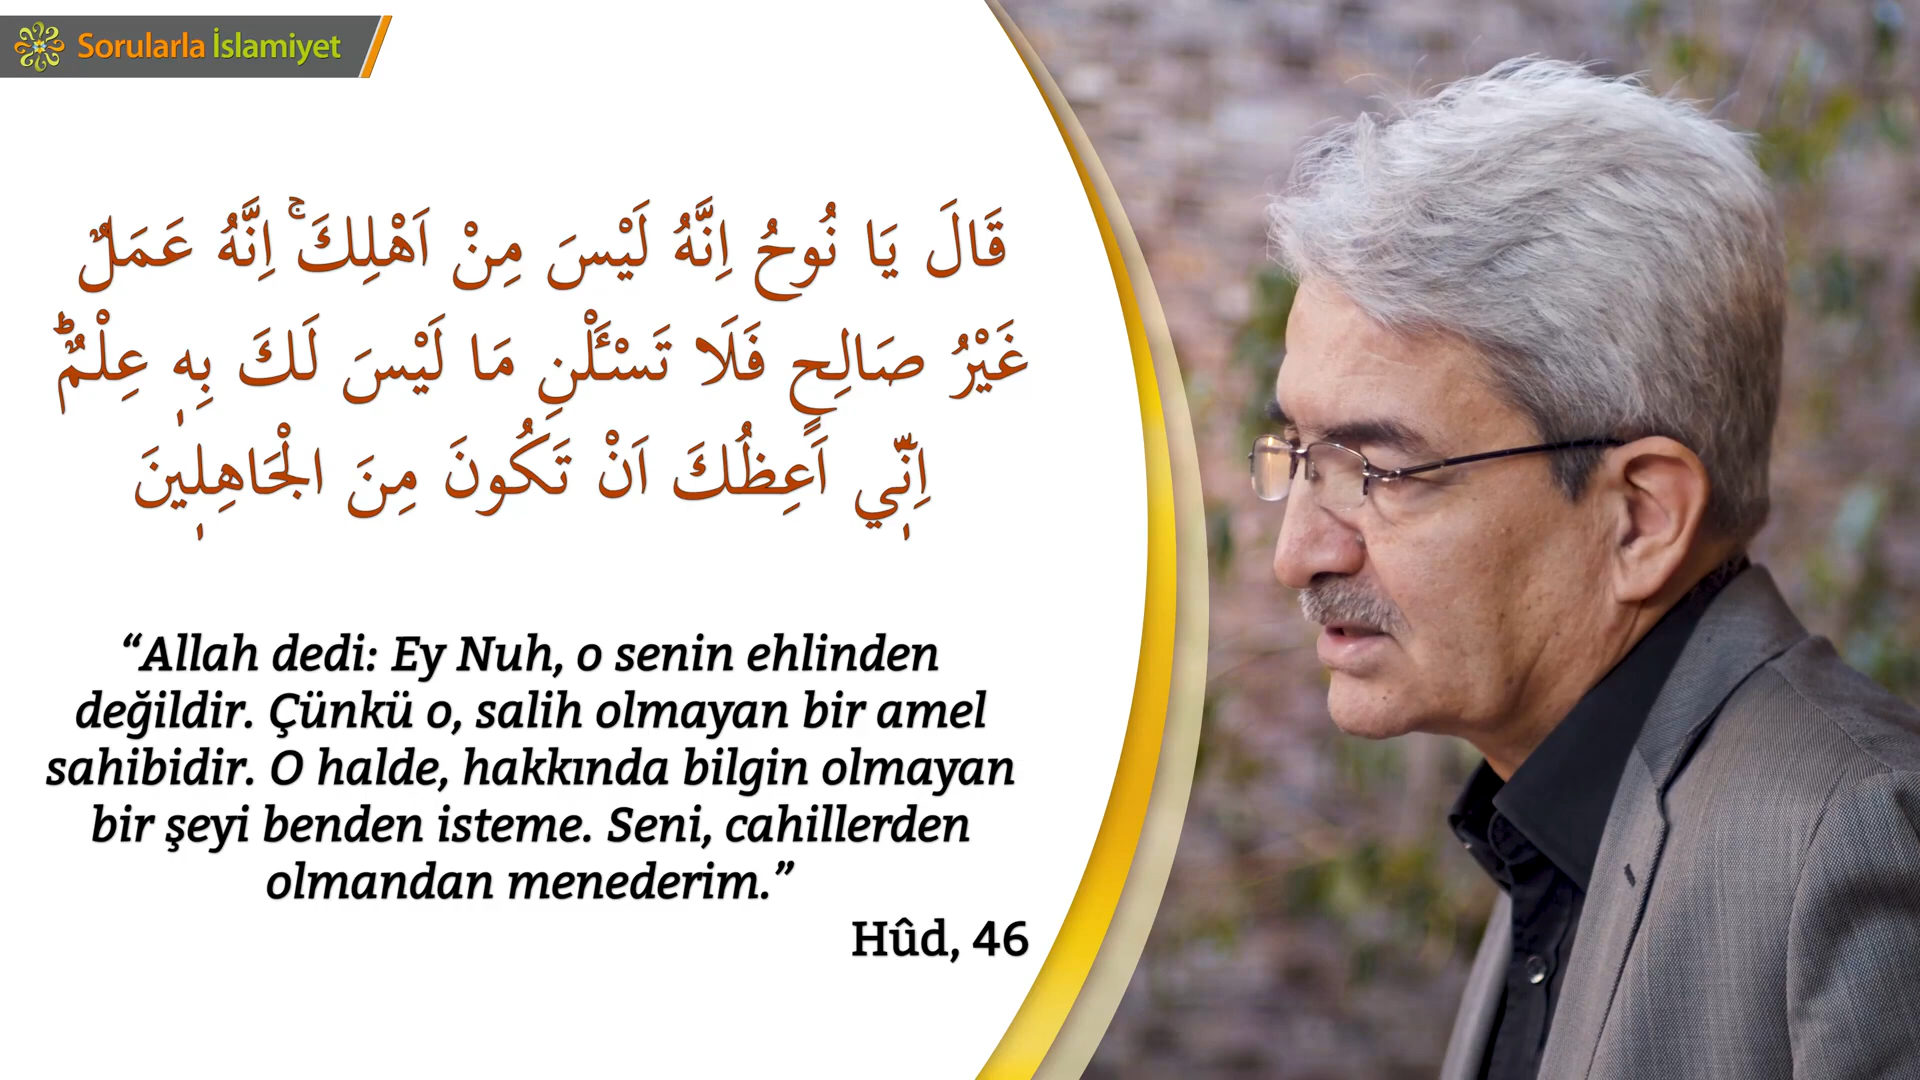 Sorularla İslamiyet
قَالَ يَا نُوحُ اِنَّهُ لَيْسَ مِنْ اَهْلِكَۚ اِنَّهُ عَمَلٌ
غَيْرُ صَالِحٍ فَلَا تَسْـَٔلْنِ مَا لَيْسَ لَكَ بِهٖ عِلْمٌؕ
اِنّٖي اَعِظُكَ اَنْ تَكُونَ مِنَ الْجَاهِلٖينَ
“Allah dedi: Ey Nuh, o senin ehlinden
değildir. Çünkü o, salih olmayan bir amel
sahibidir. O halde, hakkında bilgin olmayan
bir şeyi benden isteme. Seni, cahillerden
olmandan menederim.”
Hûd, 46